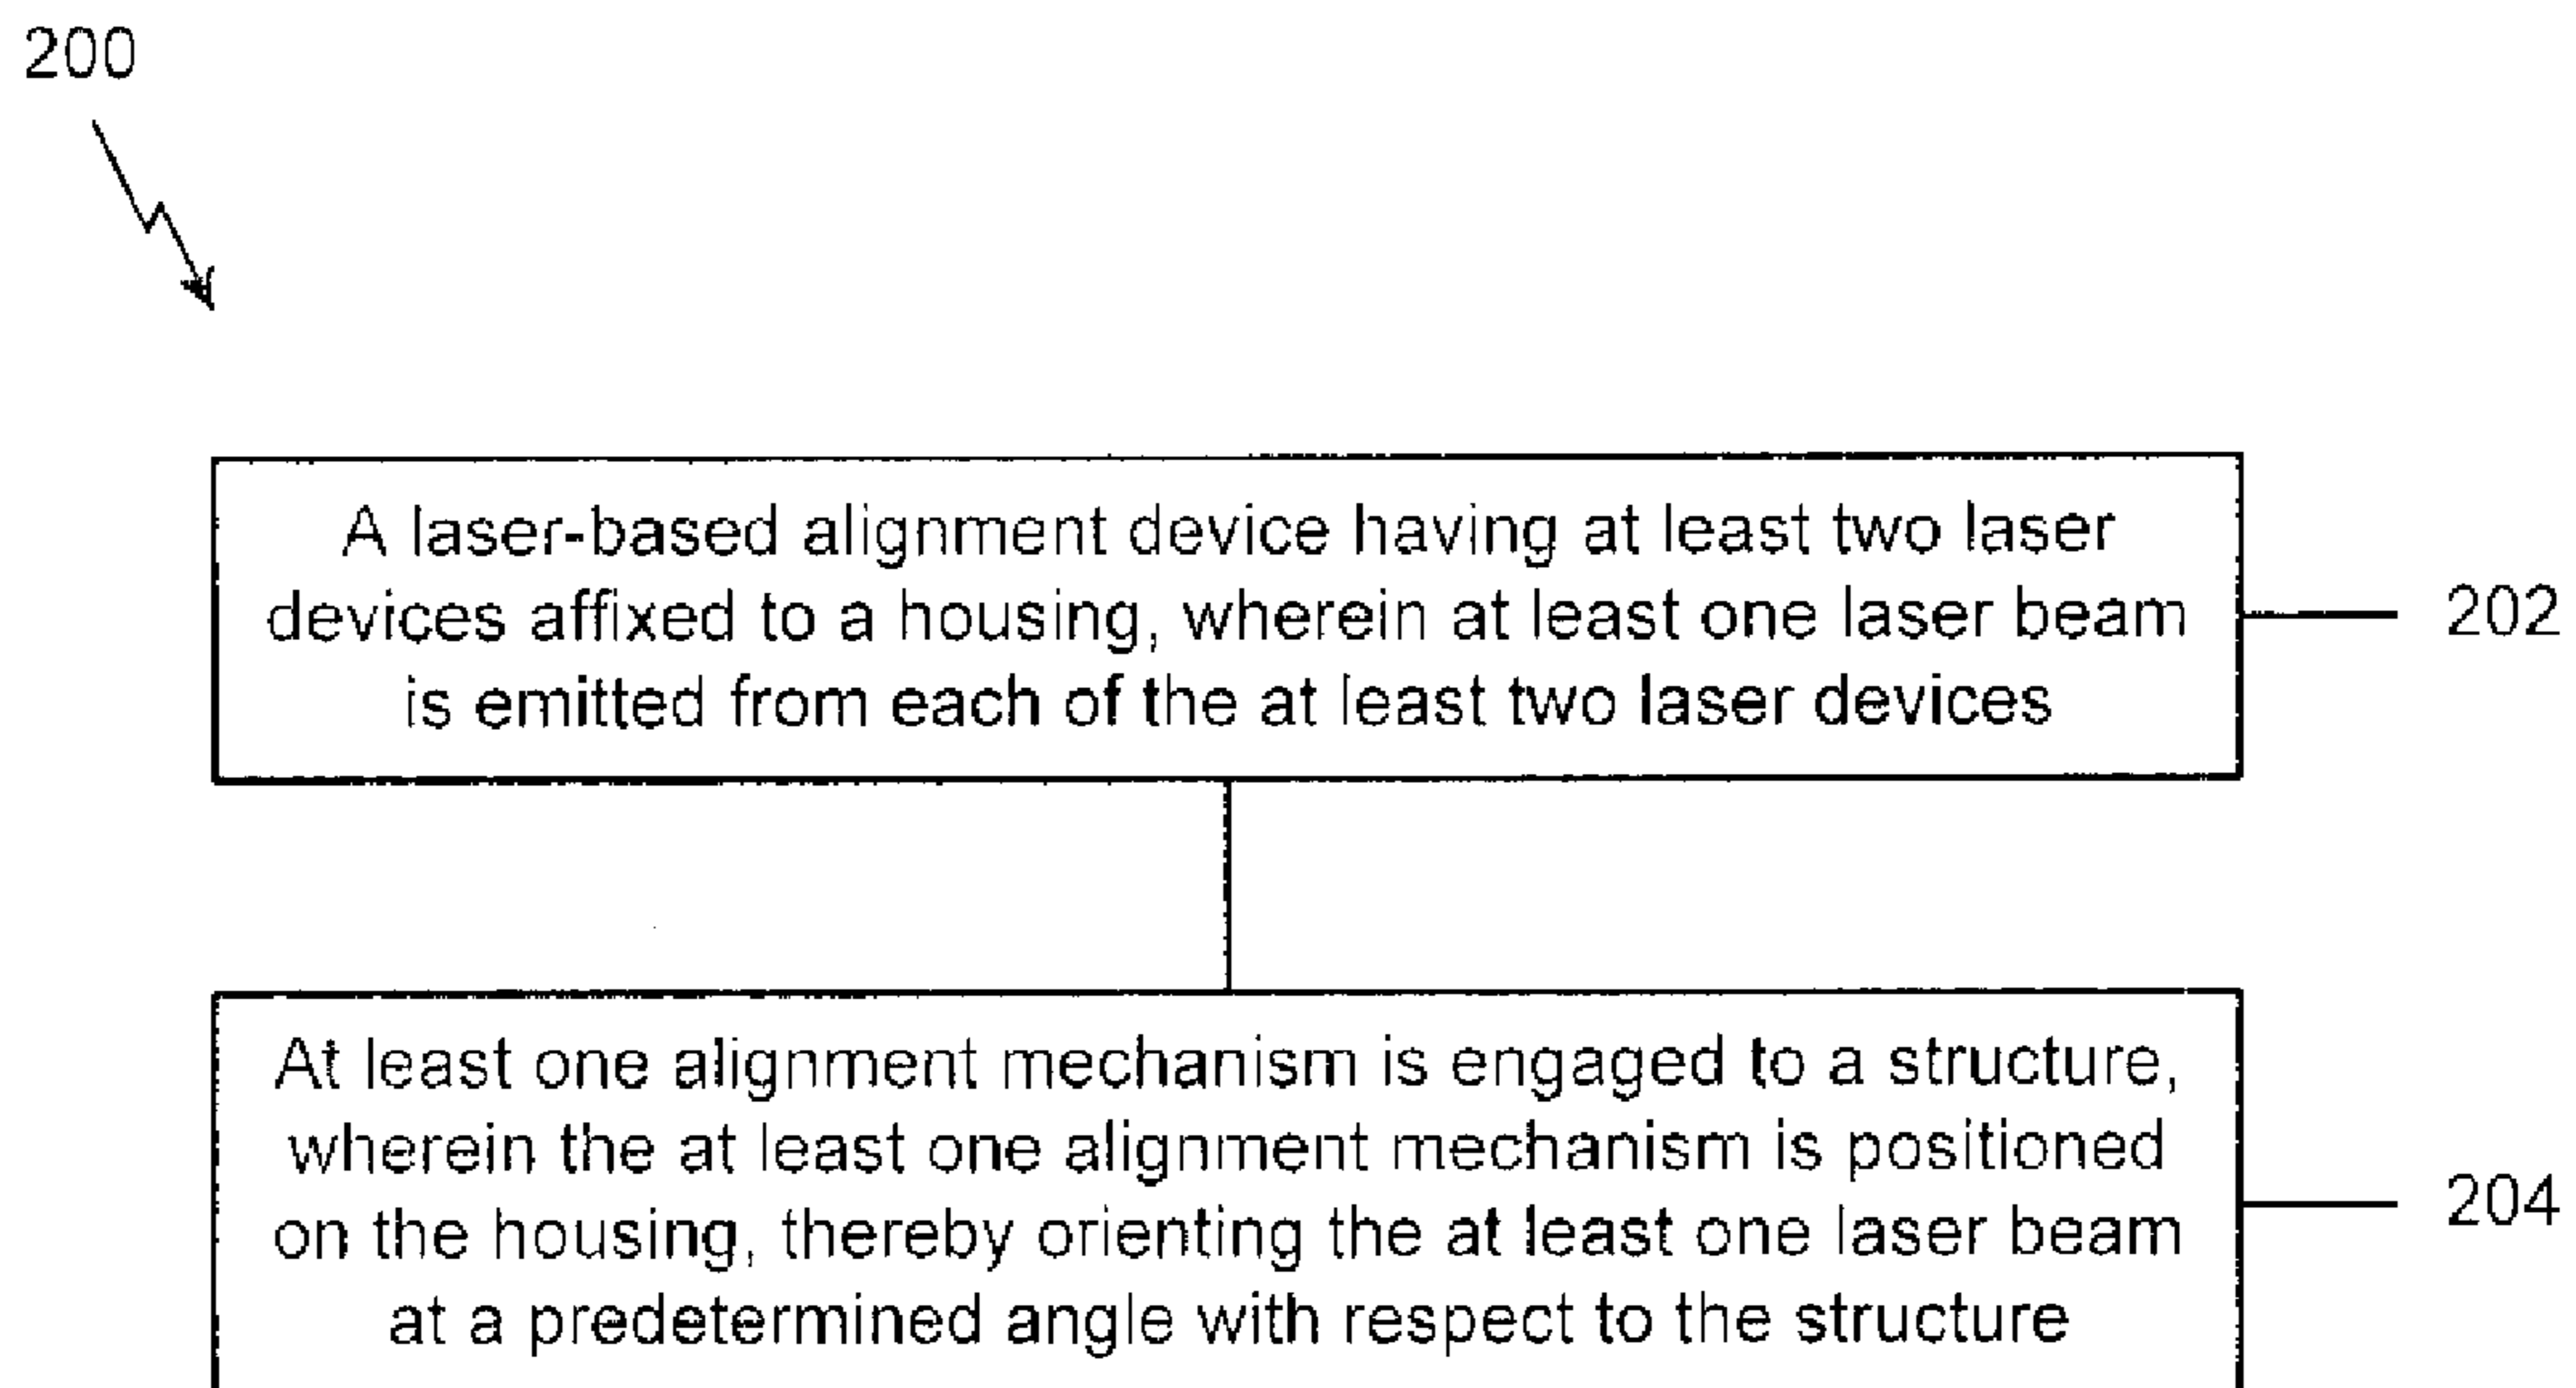 200
A laser-based alignment device having at least two laser
devices affixed to a housing, wherein at least one laser beam
is emitted from each of the at least two laser devices
202
At least one alignment mechanism is engaged to a structure,
wherein the at least one alignment mechanism is positioned
on the housing, thereby orienting the at least one laser beam
at a predetermined angle with respect to the structure
204